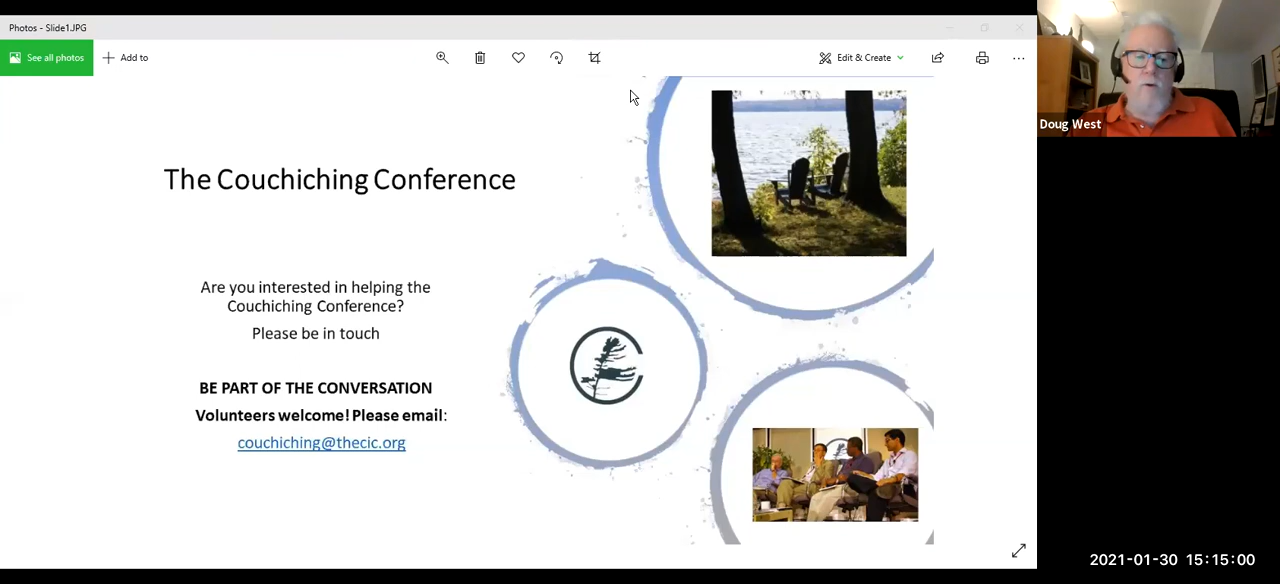 Photos - Slide1.JPG
See all photos
Add to
Edit & Create
The Couchiching Conference
Are you interested in helping the
Couchiching Conference?
Please be in touch
BE PART OF THE CONVERSATION
Volunteers welcome! Please email:
couchiching@thecic.org
Doug West
2021-01-30 15:15:00